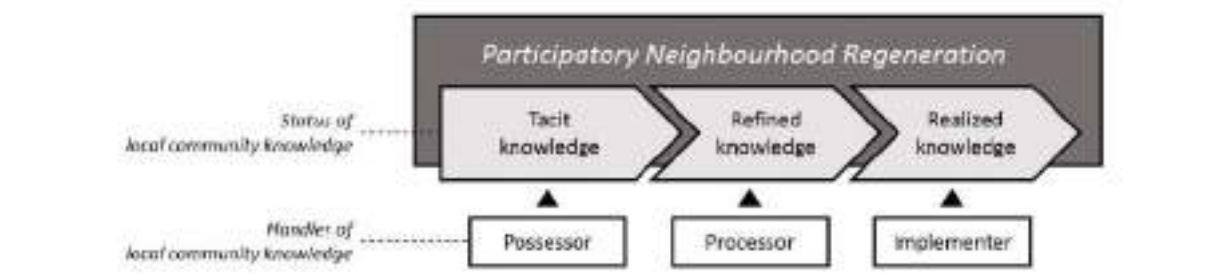 Participatory Neighbourhood Regeneration
Status of
local community knowledge
Tacit
knowledge
Refined
knowledge
Realized
knowledge
Handler of
local community knowledge
Possessor
Processor
Implementer